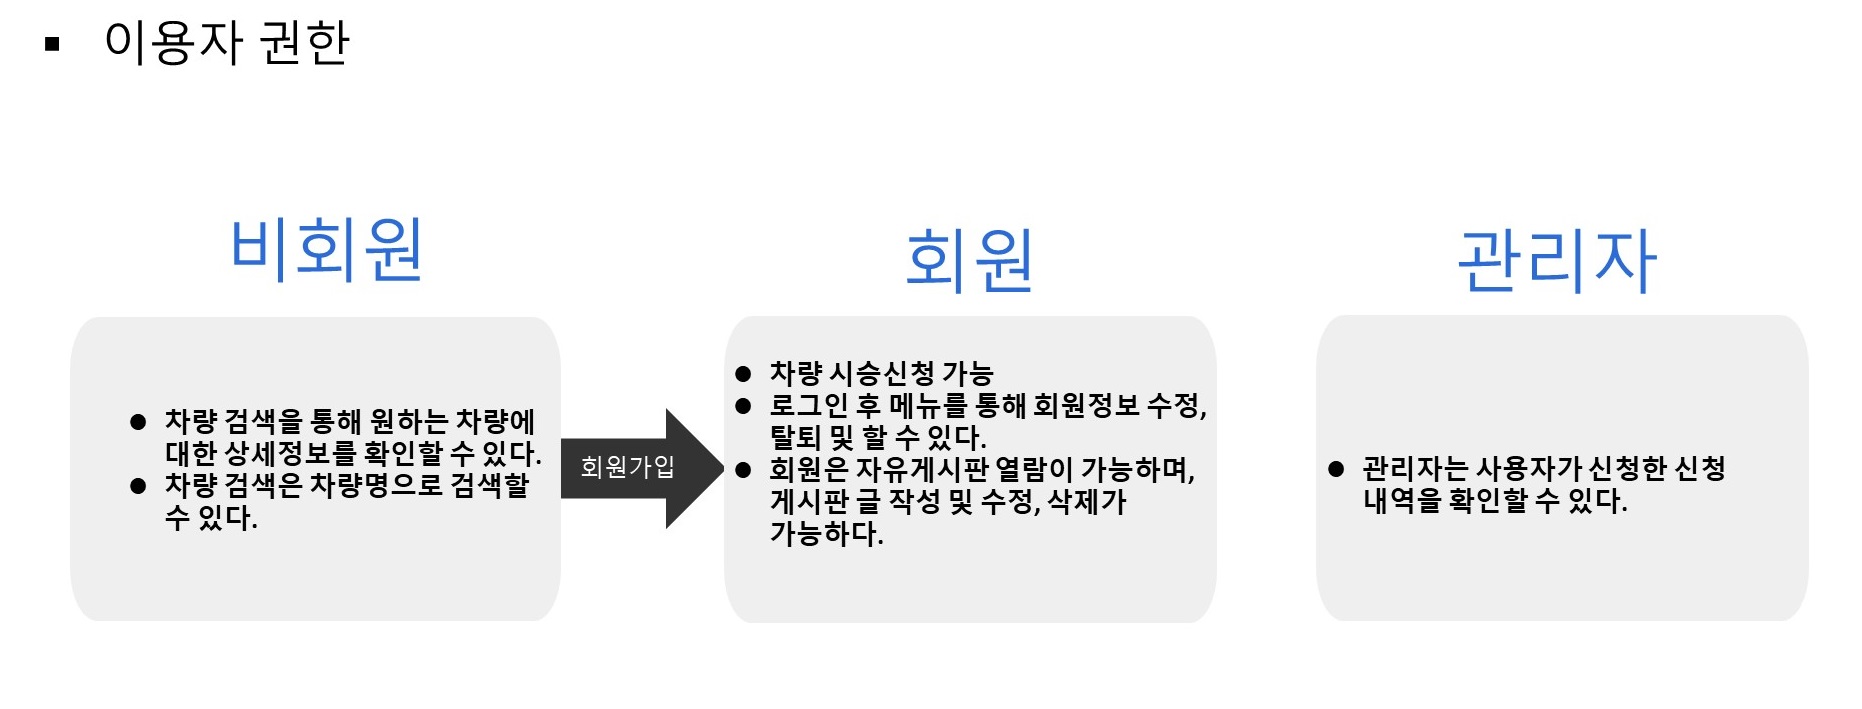 ▪ 이용자 권한
비회원
● 차량 검색을 통해 원하는 차량에
대한 상세정보를 확인할 수 있다.
● 차량 검색은 차량명으로 검색할
수 있다.
회원가입
회원
● 차량 시승신청 가능
● 로그인 후 메뉴를 통해 회원정보 수정,
탈퇴 및 할 수 있다.
● 회원은 자유게시판 열람이 가능하며,
게시판 글 작성 및 수정, 삭제가
가능하다.
관리자
● 관리자는 사용자가 신청한 신청
내역을 확인할 수 있다.